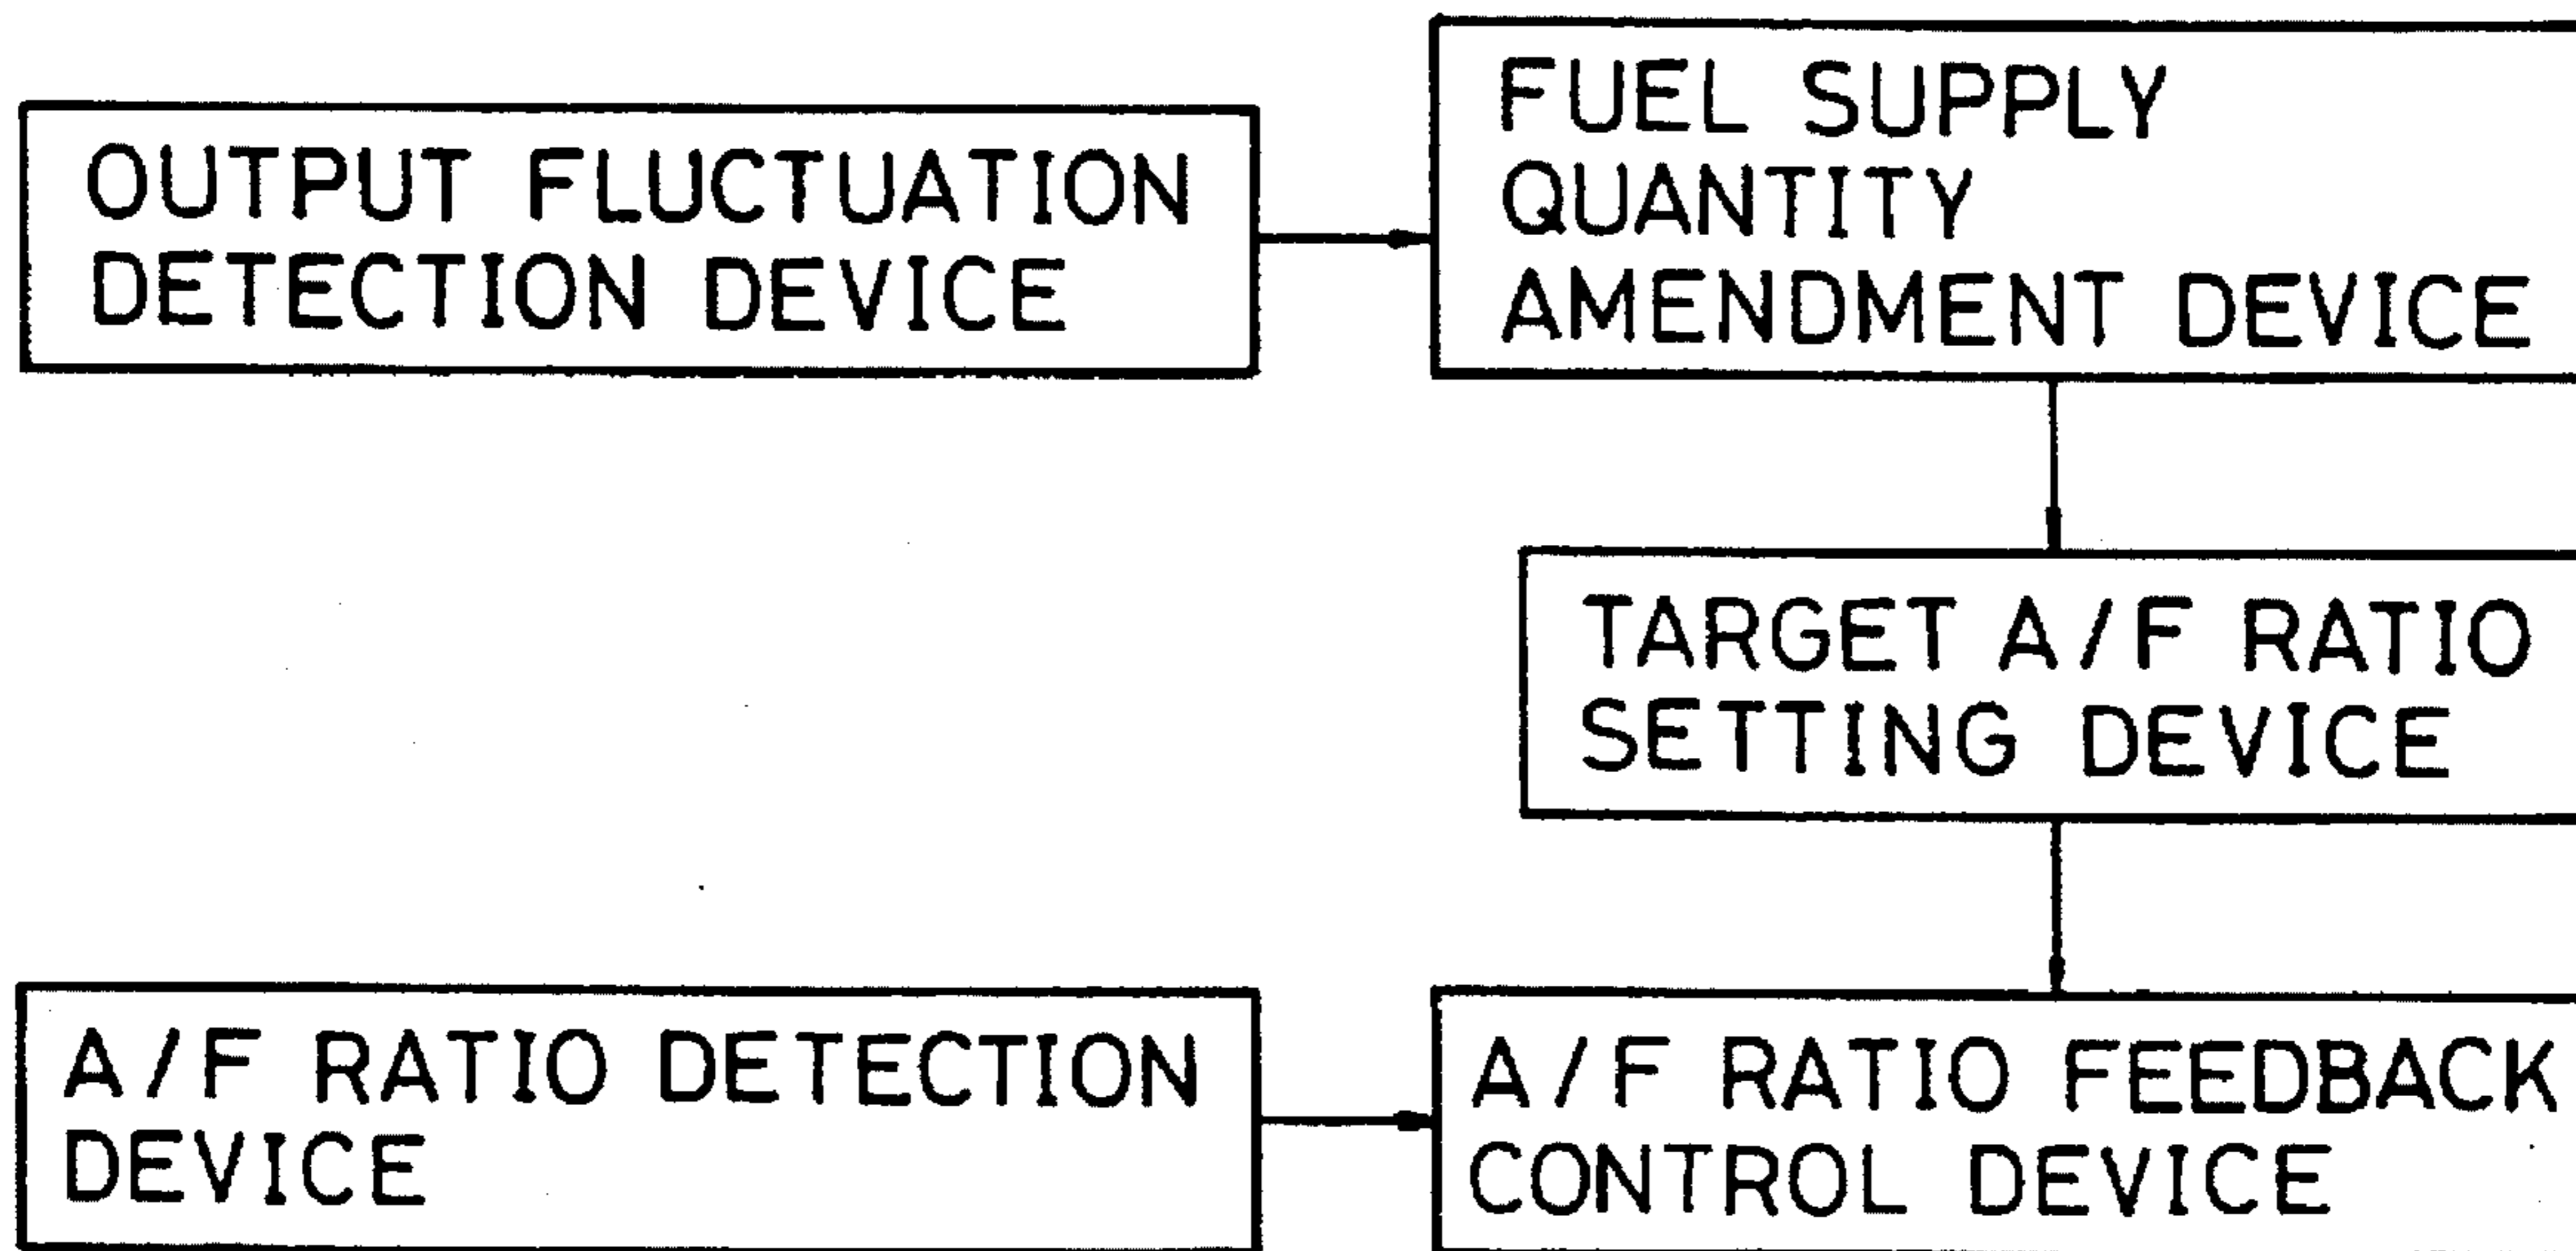 OUTPUT FLUCTUATION
DETECTION DEVICE
FUEL SUPPLY
QUANTITY
AMENDMENT DEVICE
TARGET A/F RATIO
SETTING DEVICE
A/F RATIO DETECTION
DEVICE
A/F RATIO FEEDBACK
CONTROL DEVICE